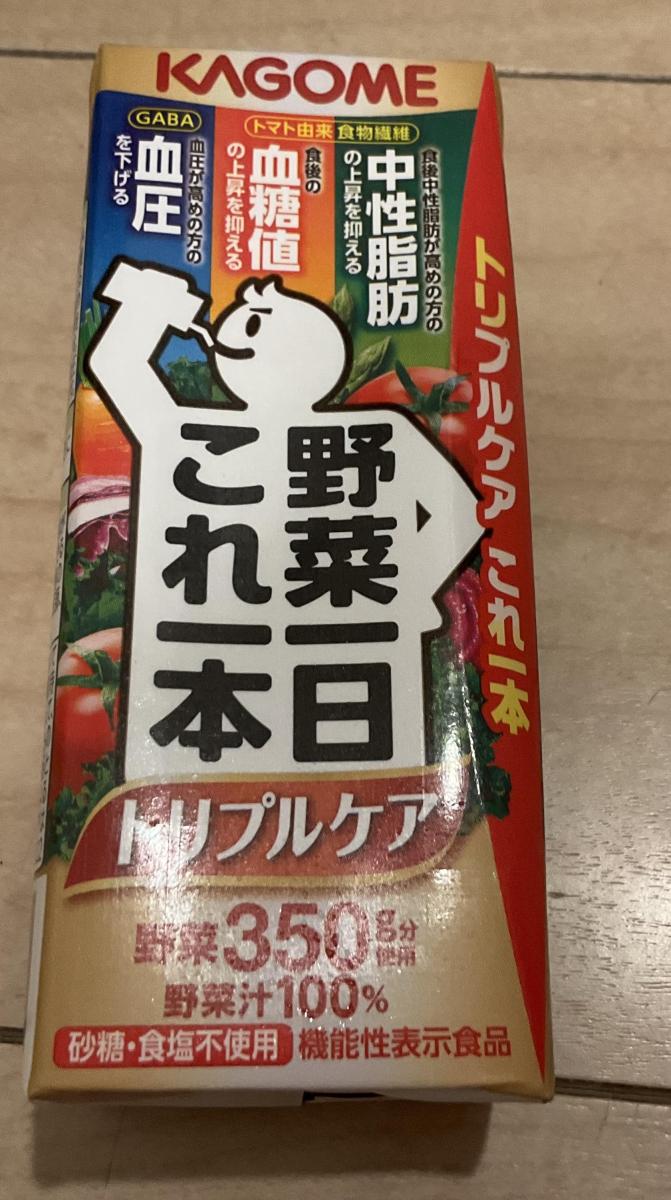 KAGOME
GABA
血圧が高めの方の
血圧
を下げる
トマト由来 食物繊維
食後の
血糖値
の上昇を抑える
食後中性脂肪が高めの方の
中性脂肪
の上昇を抑える
野菜一日
これ一本
トリプルケア
野菜350g分使用
野菜汁100%
砂糖・食塩不使用 機能性表示食品
トリプルケア これ一本